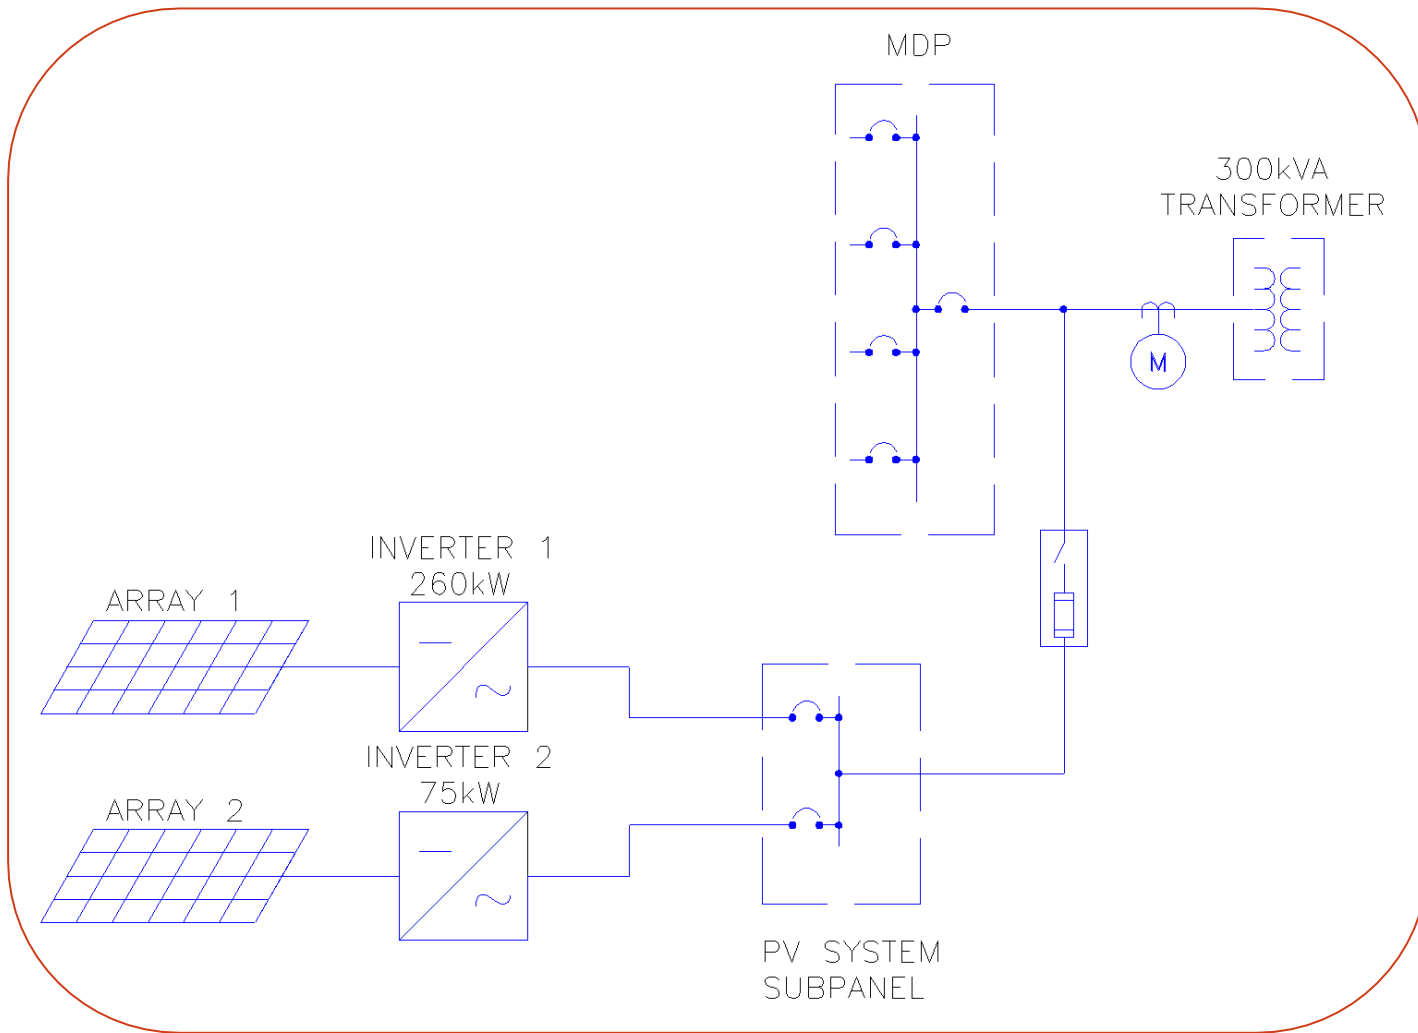 MDP
300kVA
TRANSFORMER
M
INVERTER 1
260kW
ARRAY 1
INVERTER 2
75kW
ARRAY 2
PV SYSTEM
SUBPANEL